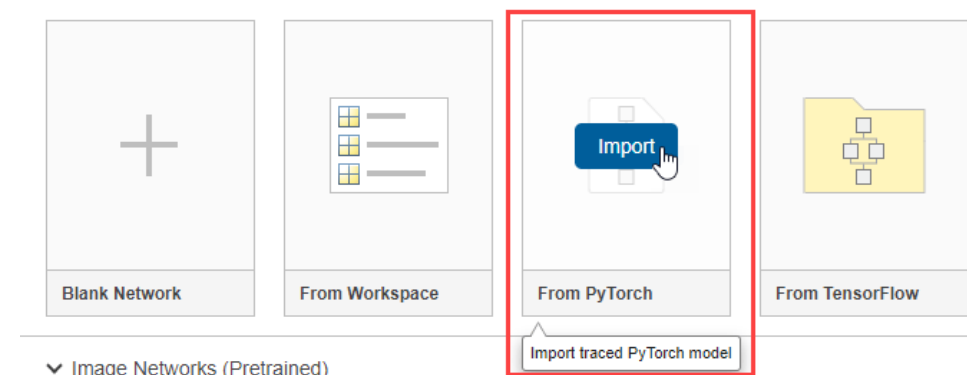 Import
Blank Network
From Workspace
From PyTorch
From TensorFlow
Import traced PyTorch model
Image Networks (Pretrained)